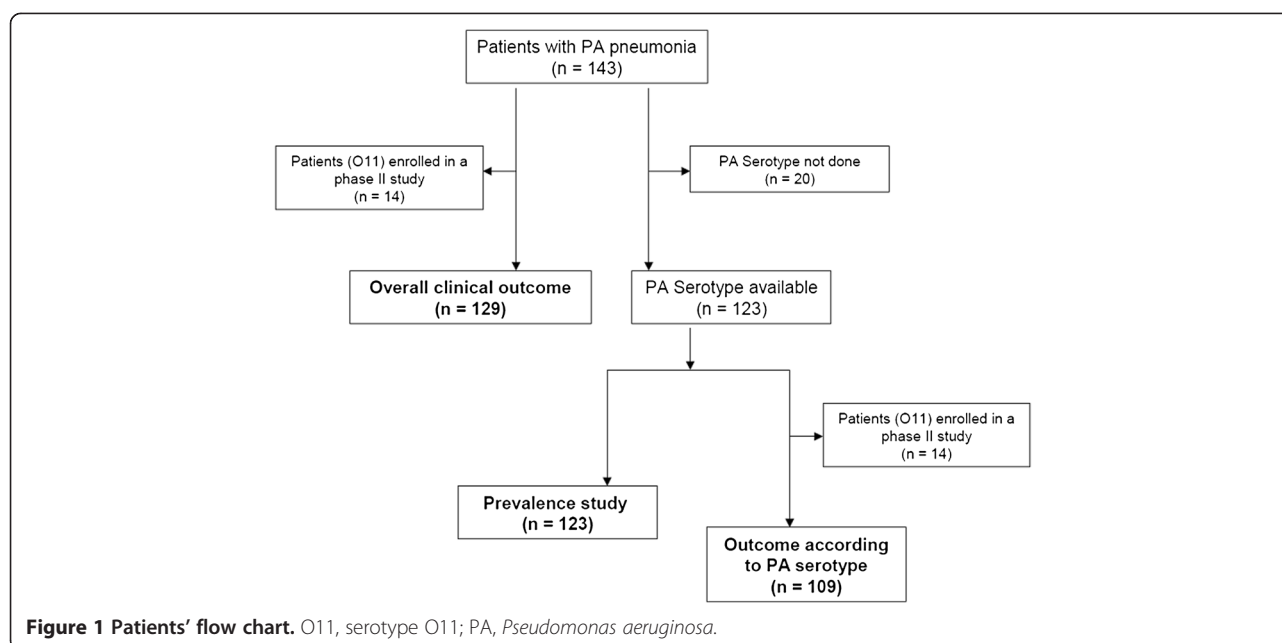 Patients with PA pneumonia
(n = 143)
Patients (O11) enrolled in a
phase II study
(n = 14)
PA Serotype not done
(n = 20)
Overall clinical outcome
(n = 129)
PA Serotype available
(n = 123)
Patients (O11) enrolled in a
phase II study
(n = 14)
Prevalence study
(n = 123)
Outcome according
to PA serotype
(n = 109)
Figure 1 Patients' flow chart. O11, serotype O11; PA, Pseudomonas aeruginosa.